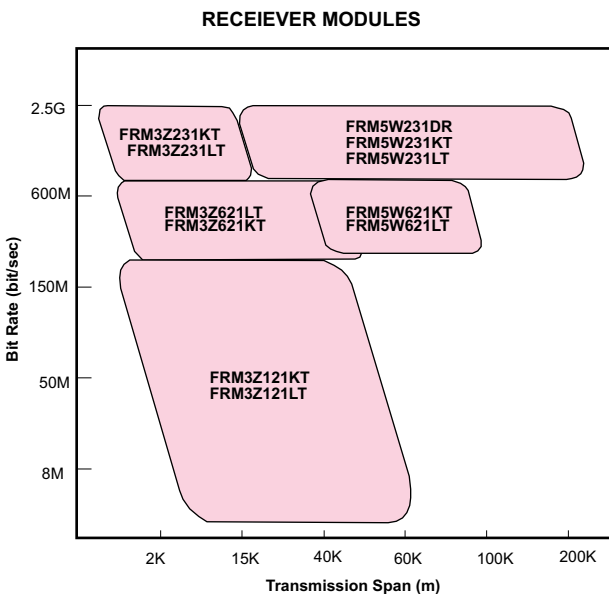 RECEIEVER MODULES
2.5G
FRM3Z231KT
FRM3Z231LT
FRM5W231DR
FRM5W231KT
FRM5W231LT
600M
FRM3Z621LT
FRM3Z621KT
FRM5W621KT
FRM5W621LT
Bit Rate (bit/sec)
150M
50M
FRM3Z121KT
FRM3Z121LT
8M
2K
15K
40K
60K
100K
200K
Transmission Span (m)